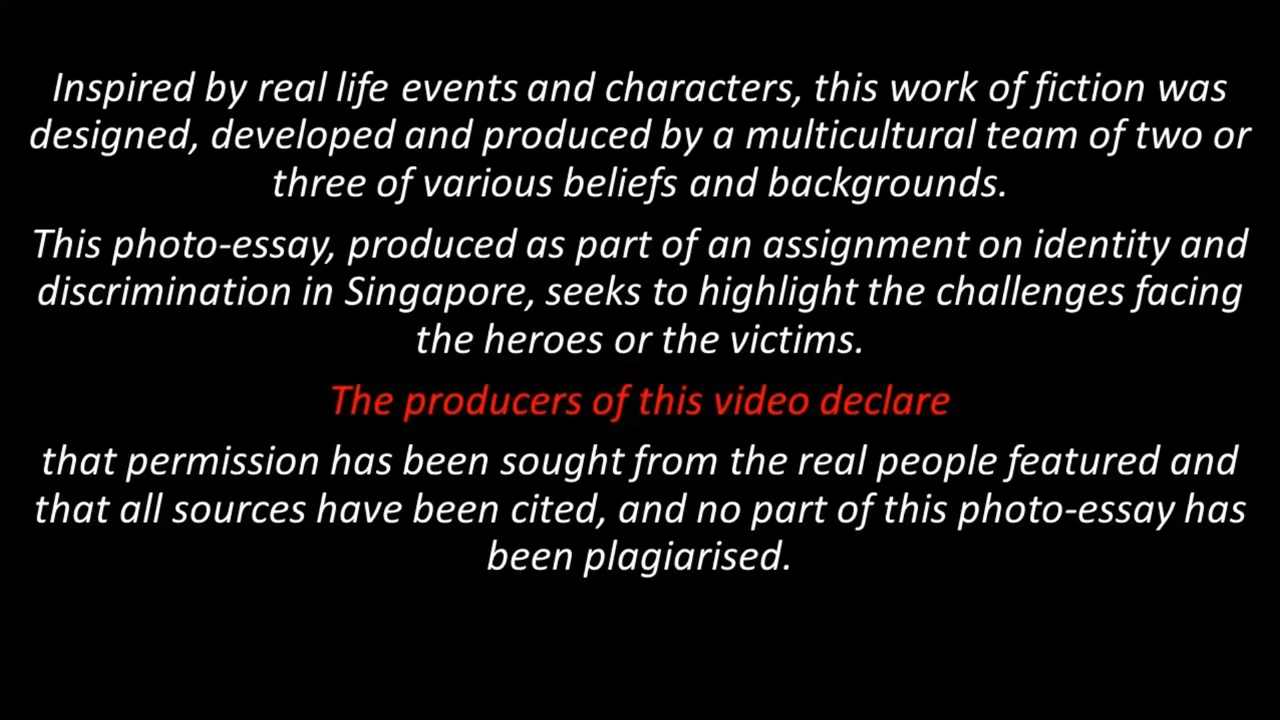 Inspired by real life events and characters, this work of fiction was
designed, developed and produced by a multicultural team of two or
three of various beliefs and backgrounds.
This photo-essay, produced as part of an assignment on identity and
discrimination in Singapore, seeks to highlight the challenges facing
the heroes or the victims.
The producers of this video declare
that permission has been sought from the real people featured and
that all sources have been cited, and no part of this photo-essay has
been plagiarised.